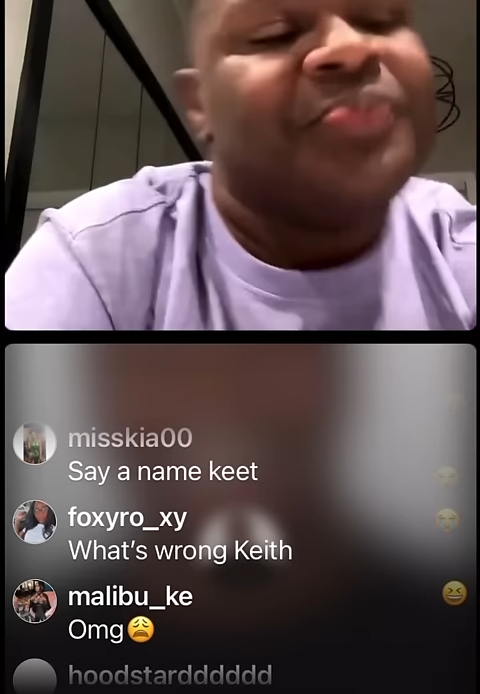 misskia00
Say a name keet
foxyro_xy
What's wrong Keith
malibu_ke
Omg😩
hoodstardddddd